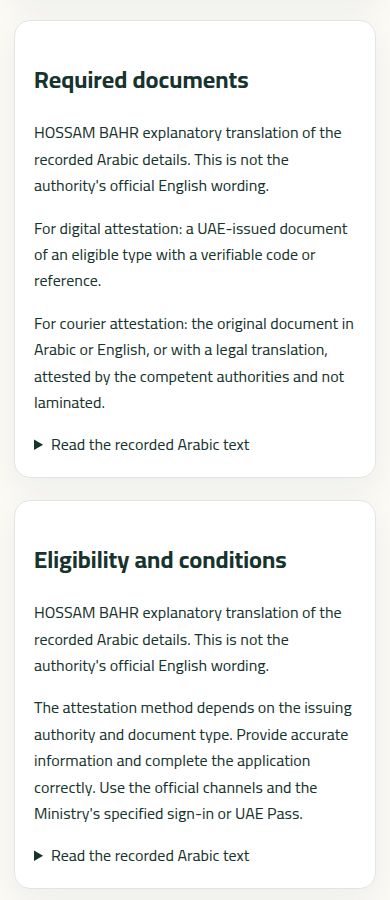 Required documents
HOSSAM BAHR explanatory translation of the
recorded Arabic details. This is not the
authority's official English wording.
For digital attestation: a UAE-issued document
of an eligible type with a verifiable code or
reference.
For courier attestation: the original document in
Arabic or English, or with a legal translation,
attested by the competent authorities and not
laminated.
▶ Read the recorded Arabic text
Eligibility and conditions
HOSSAM BAHR explanatory translation of the
recorded Arabic details. This is not the
authority's official English wording.
The attestation method depends on the issuing
authority and document type. Provide accurate
information and complete the application
correctly. Use the official channels and the
Ministry's specified sign-in or UAE Pass.
▶ Read the recorded Arabic text